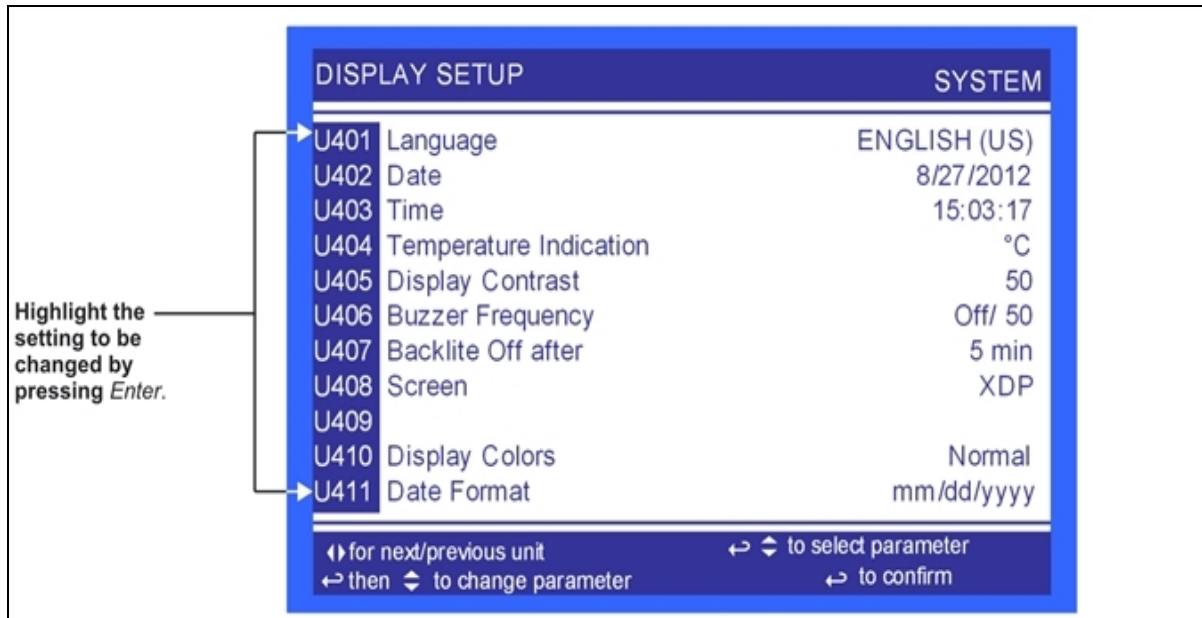 DISPLAY SETUP SYSTEM
U401 Language ENGLISH (US)
U402 Date 8/27/2012
U403 Time 15:03:17
U404 Temperature Indication °C
U405 Display Contrast 50
U406 Buzzer Frequency Off/ 50
U407 Backlite Off after 5 min
U408 Screen XDP
U409
U410 Display Colors Normal
U411 Date Format mm/dd/yyyy
for next/previous unit ↵ to select parameter
↵ then to change parameter ↵ to confirm
Highlight the
setting to be
changed by
pressing Enter.